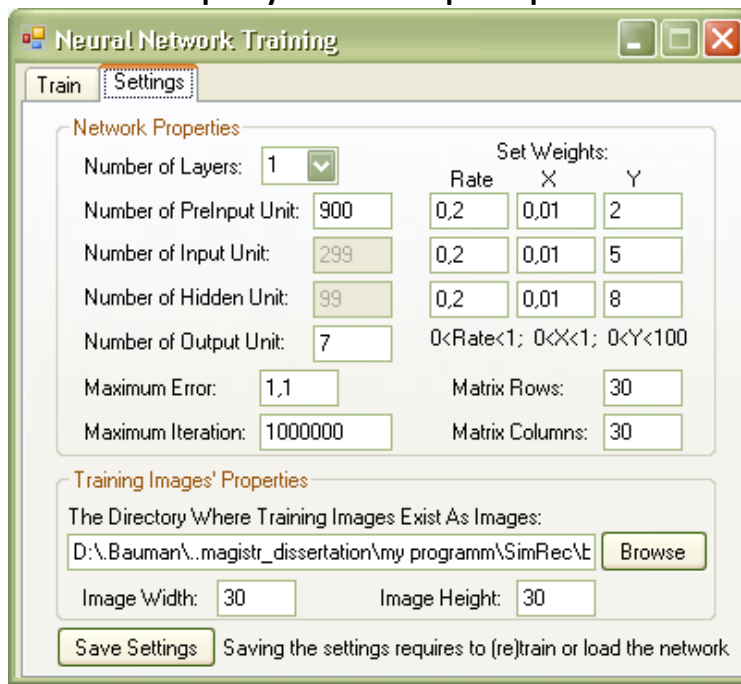 Neural Network Training
Train Settings
Network Properties
Number of Layers: 1
Set Weights:
Rate X Y
Number of PreInput Unit: 900 0,2 0,01 2
Number of Input Unit: 299 0,2 0,01 5
Number of Hidden Unit: 99 0,2 0,01 8
Number of Output Unit: 7 0<Rate<1; 0<X<1; 0<Y<100
Maximum Error: 1,1 Matrix Rows: 30
Maximum Iteration: 1000000 Matrix Columns: 30
Training Images' Properties
The Directory Where Training Images Exist As Images:
D:\.Bauman\..magistr_dissertation\my programm\SimRec\ Browse
Image Width: 30 Image Height: 30
Save Settings Saving the settings requires to (re)train or load the network